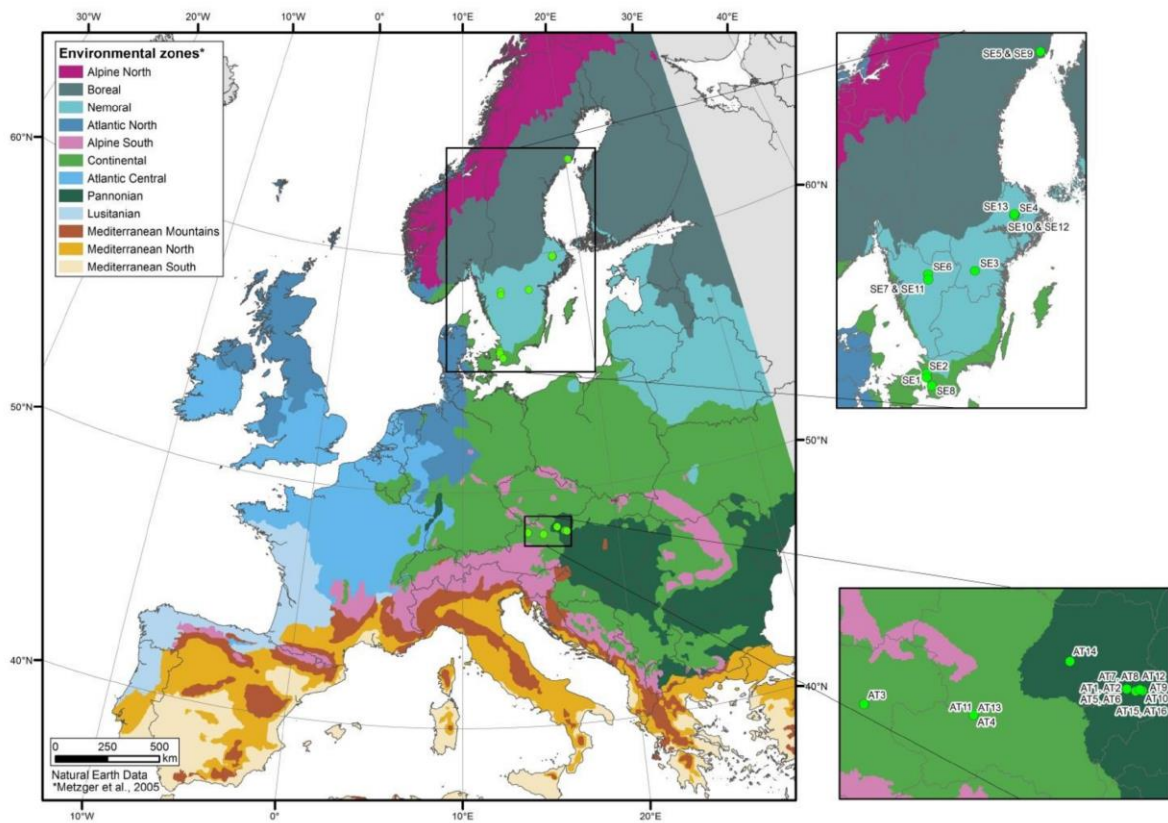 30°W 20°W 10°W 0° 10°E 20°E 30°E 40°E
Environmental zones*
Alpine North
Boreal
Nemoral
Atlantic North
Alpine South
Continental
Atlantic Central
Pannonian
Lusitanian
Mediterranean Mountains
Mediterranean North
Mediterranean South
60°N
50°N
40°N
60°N
50°N
40°N
0 250 500
km
Natural Earth Data
*Metzger et al., 2005
10°W 0° 10°E 20°E
SE5 & SE9
SE13 SE4
SE10 & SE12
SE6
SE3
SE7 & SE11
SE2
SE1
SE8
AT14
AT3
AT7, AT8 AT12
AT1, AT2 AT9
AT5, AT6 AT10
AT15, AT16
AT11 AT13
AT4